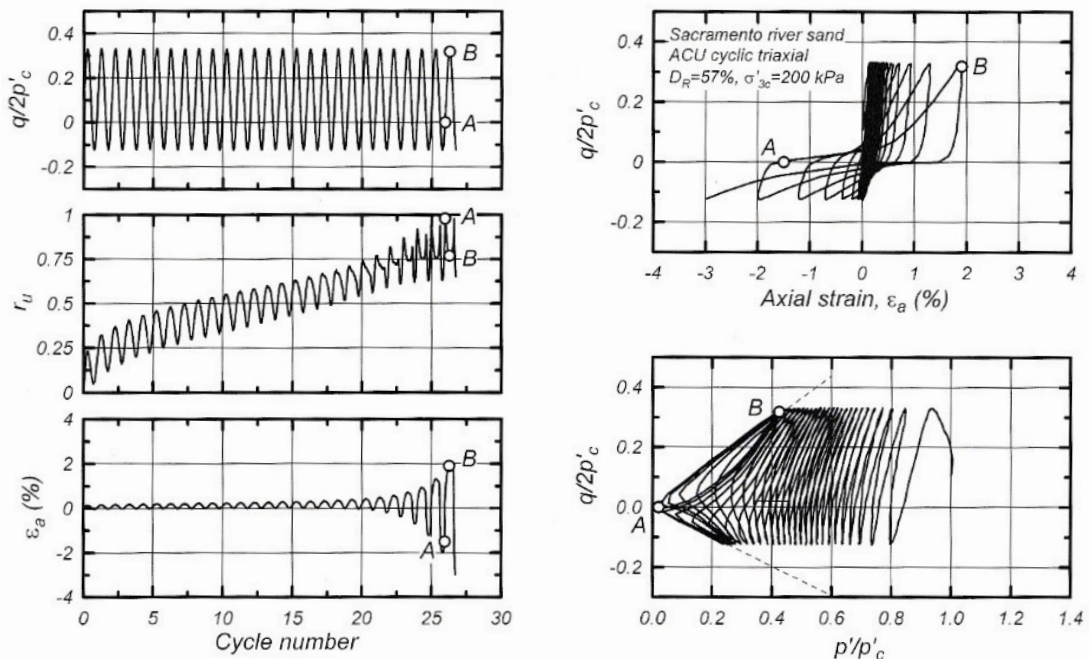 q/2p'c
0.4
0.2
0
-0.2
B
A
ru
1
0.75
0.5
0.25
0
A
B
εa (%)
4
2
0
-2
-4
B
A
0 5 10 15 20 25 30
Cycle number
q/2p'c
0.4
0.2
0
-0.2
Sacramento river sand
ACU cyclic triaxial
DR=57%, σ'3c=200 kPa
B
A
-4 -3 -2 -1 0 1 2 3 4
Axial strain, εa (%)
q/2p'c
0.4
0.2
0.0
-0.2
B
A
0.0 0.2 0.4 0.6 0.8 1.0 1.2 1.4
p'/p'c